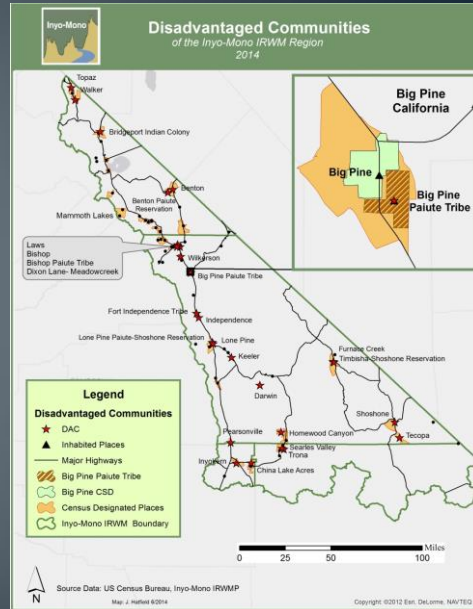 Inyo-Mono
Disadvantaged Communities
of the Inyo-Mono IRWM Region
2014
Topaz
Walker
Bridgeport Indian Colony
Benton
Benton Paiute
Reservation
Mammoth Lakes
Laws
Bishop
Bishop Paiute Tribe
Dixon Lane- Meadowcreek
Wilkerson
Big Pine Paiute Tribe
Fort Independence Tribe
Independence
Lone Pine Paiute-Shoshone Reservation
Lone Pine
Keeler
Darwin
Furnace Creek
Timbisha-Shoshone Reservation
Shoshone
Tecopa
Pearsonville
Homewood Canyon
Searles Valley
Trona
Inyokern
China Lake Acres
Big Pine
California
Big Pine
Big Pine
Paiute Tribe
Legend
Disadvantaged Communities
DAC
Inhabited Places
Major Highways
Big Pine Paiute Tribe
Big Pine CSD
Census Designated Places
Inyo-Mono IRWM Boundary
Miles
0 25 50 100
N
Source Data: US Census Bureau, Inyo-Mono IRWMP
Map: J. Hatfield 6/2014
Copyright:©2012 Esri, DeLorme, NAVTEQ